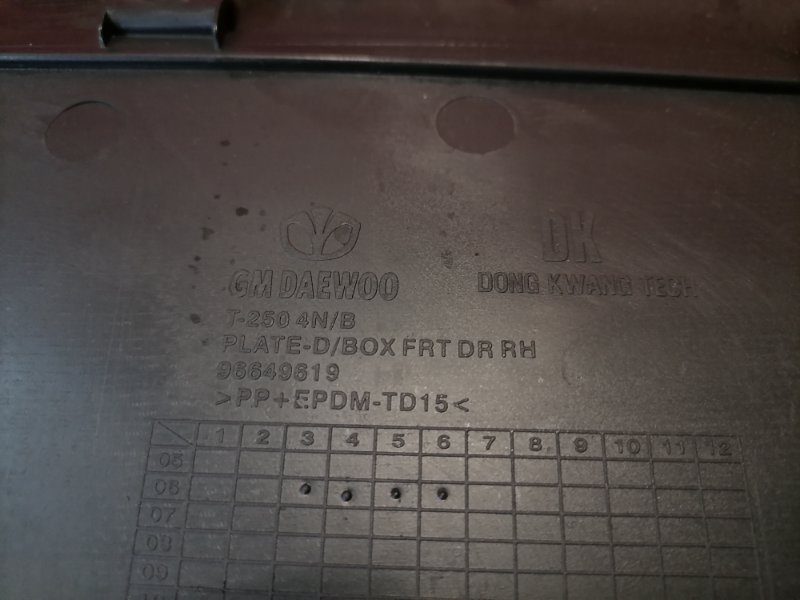 DK
GM DAEWOO
DONG KWANG TECH
T-250 4N/B
PLATE-D/BOX FRT DR RH
96649619
>PP+EPDM-TD15<
1 2 3 4 5 6 7 8 9 10 11 12
05
06
07
08
09